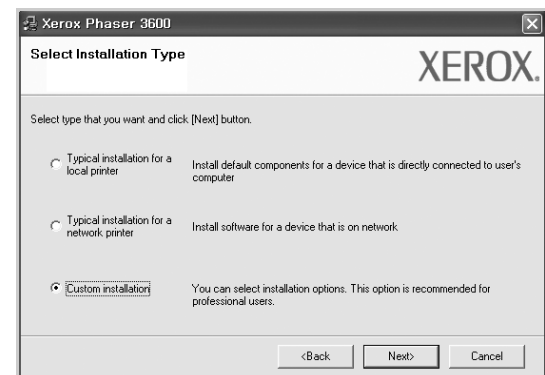 Xerox Phaser 3600
Select Installation Type
XEROX.
Select type that you want and click [Next] button.
Typical installation for a
local printer
Install default components for a device that is directly connected to user's
computer
Typical installation for a
network printer
Install software for a device that is on network
Custom installation
You can select installation options. This option is recommended for
professional users.
<Back
Next>
Cancel